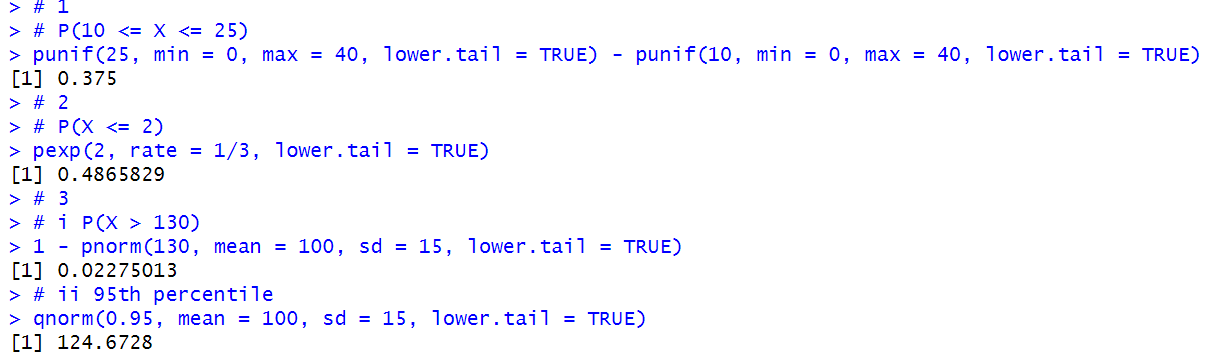 > # 1
> # P(10 <= X <= 25)
> punif(25, min = 0, max = 40, lower.tail = TRUE) - punif(10, min = 0, max = 40, lower.tail = TRUE)
[1] 0.375
> # 2
> # P(X <= 2)
> pexp(2, rate = 1/3, lower.tail = TRUE)
[1] 0.4865829
> # 3
> # i P(X > 130)
> 1 - pnorm(130, mean = 100, sd = 15, lower.tail = TRUE)
[1] 0.02275013
> # ii 95th percentile
> qnorm(0.95, mean = 100, sd = 15, lower.tail = TRUE)
[1] 124.6728